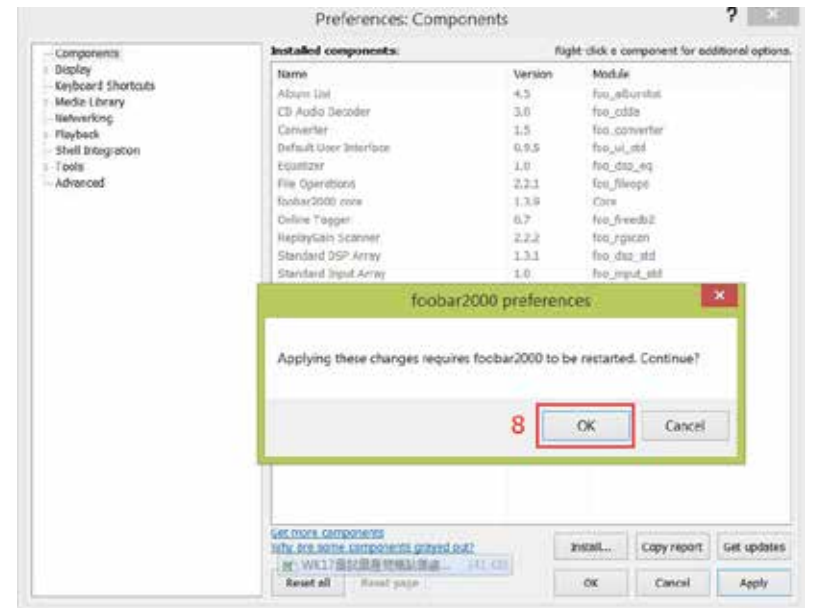 Preferences: Components
?
Components
Display
Keyboard Shortcuts
Media Library
Networking
Playback
Shell Integration
Tools
Advanced
Installed components:
Right click a component for additional options.
Name Version Module
Album List 4.5 foo_albumlist
CD Audio Decoder 3.0 foo_cdda
Converter 1.5 foo_converter
Default User Interface 0.9.5 foo_ui_std
Equalizer 1.0 foo_dsp_eq
File Operations 2.2.1 foo_fileops
foobar2000 core 1.3.9 Core
Online Tagger 0.7 foo_freedb2
ReplayGain Scanner 2.2.2 foo_rgscan
Standard DSP Array 1.3.1 foo_dsp_std
Standard Input Array 1.0 foo_input_std
foobar2000 preferences
Applying these changes requires foobar2000 to be restarted. Continue?
8
OK Cancel
Get more components
Why are some components grayed out?
Install... Copy report Get updates
Reset all Reset page OK Cancel Apply